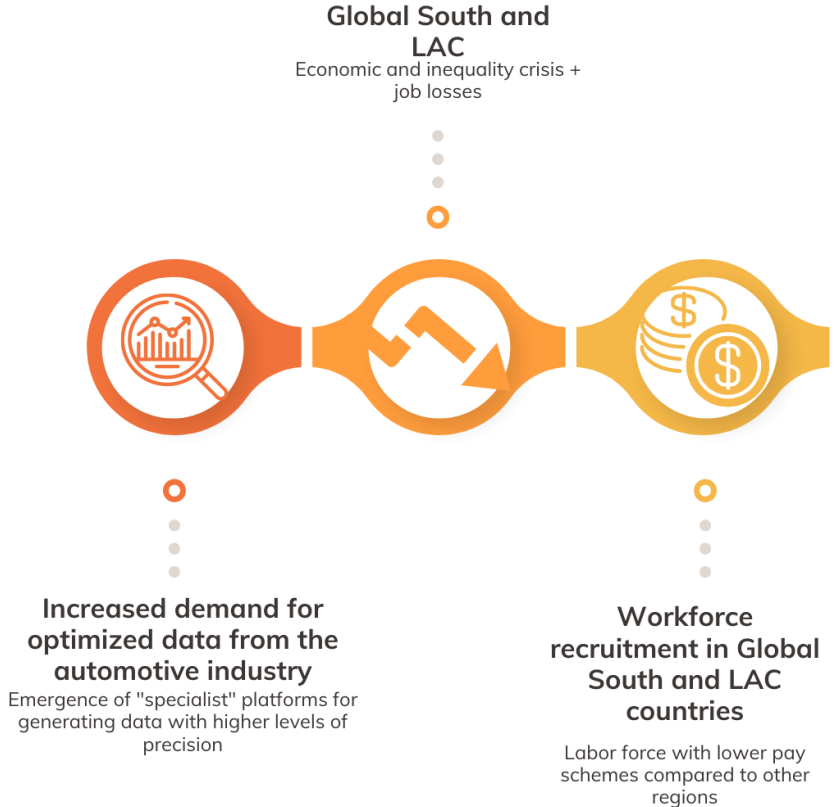 Global South and
LAC
Economic and inequality crisis +
job losses
Increased demand for
optimized data from the
automotive industry
Emergence of "specialist" platforms for
generating data with higher levels of
precision
Workforce
recruitment in Global
South and LAC
countries
Labor force with lower pay
schemes compared to other
regions